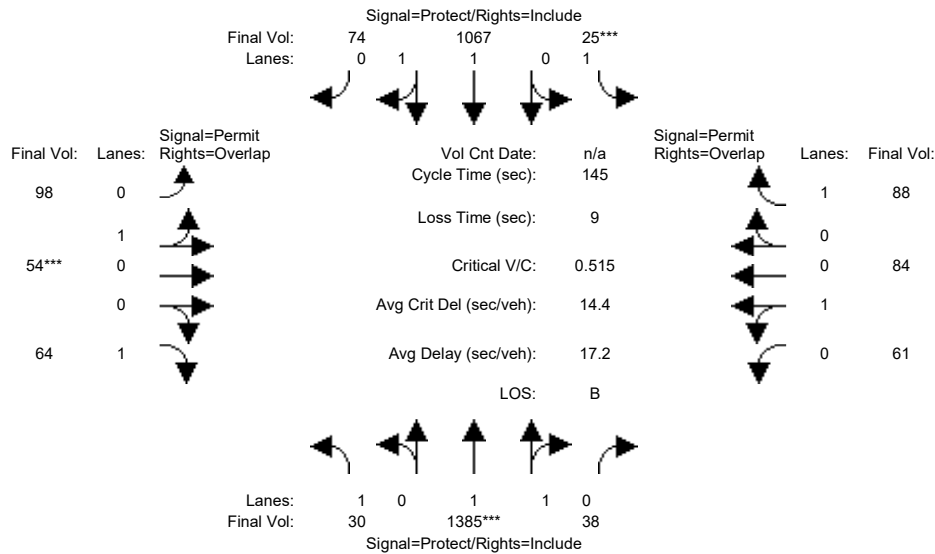 Signal=Protect/Rights=Include
Final Vol: 74 1067 25***
Lanes: 0 1 1 0 1
Signal=Permit Signal=Permit
Final Vol: Lanes: Rights=Overlap Vol Cnt Date: n/a Rights=Overlap Lanes: Final Vol:
Cycle Time (sec): 145
98 0 1 88
Loss Time (sec): 9
1 0
54*** 0 Critical V/C: 0.515 0 84
0 Avg Crit Del (sec/veh): 14.4 1
64 1 Avg Delay (sec/veh): 17.2 0 61
LOS: B
Lanes: 1 0 1 1 0
Final Vol: 30 1385*** 38
Signal=Protect/Rights=Include